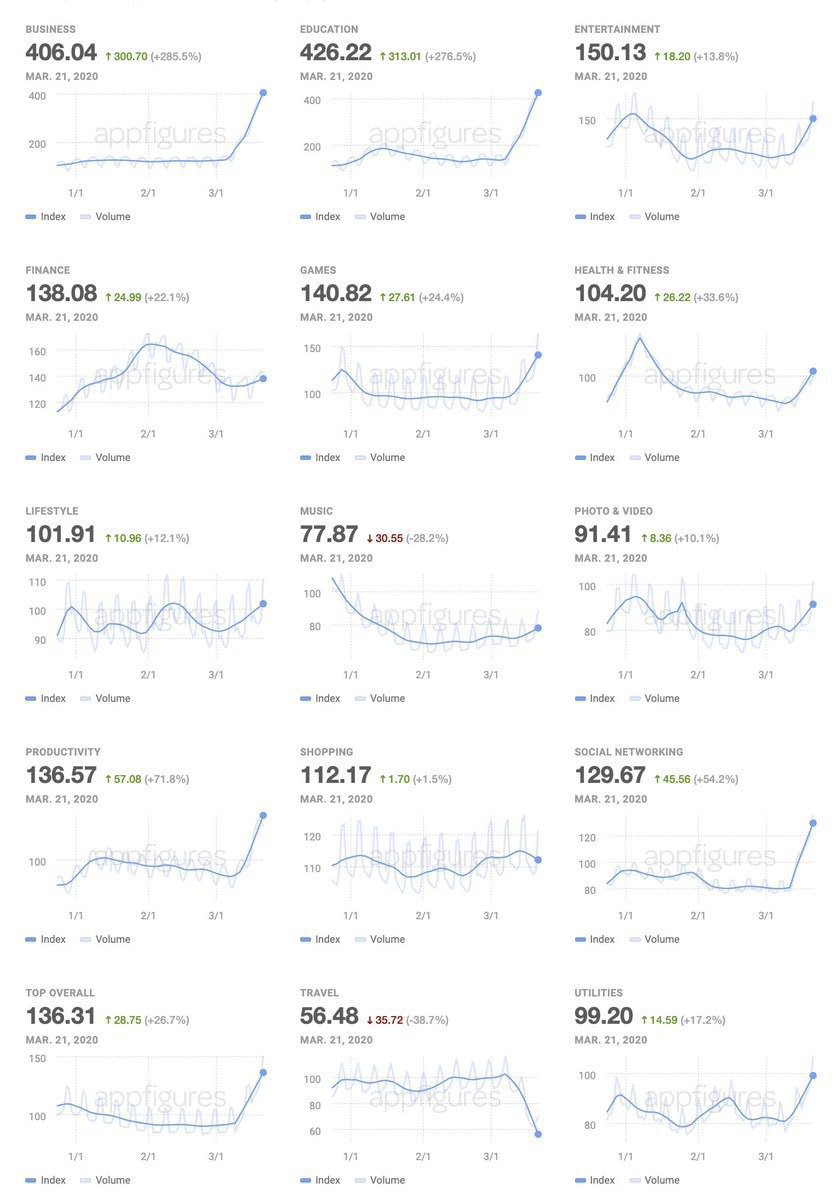 BUSINESS
406.04 ↑ 300.70 (+285.5%)
MAR. 21, 2020
400
200
appfigures
1/1 2/1 3/1
Index Volume
EDUCATION
426.22 ↑ 313.01 (+276.5%)
MAR. 21, 2020
400
200
appfigures
1/1 2/1 3/1
Index Volume
ENTERTAINMENT
150.13 ↑ 18.20 (+13.8%)
MAR. 21, 2020
150
appfigures
1/1 2/1 3/1
Index Volume
FINANCE
138.08 ↑ 24.99 (+22.1%)
MAR. 21, 2020
160
140
120
appfigures
1/1 2/1 3/1
Index Volume
GAMES
140.82 ↑ 27.61 (+24.4%)
MAR. 21, 2020
150
100
appfigures
1/1 2/1 3/1
Index Volume
HEALTH & FITNESS
104.20 ↑ 26.22 (+33.6%)
MAR. 21, 2020
100
appfigures
1/1 2/1 3/1
Index Volume
LIFESTYLE
101.91 ↑ 10.96 (+12.1%)
MAR. 21, 2020
110
100
90
appfigures
1/1 2/1 3/1
Index Volume
MUSIC
77.87 ↓ 30.55 (-28.2%)
MAR. 21, 2020
100
80
appfigures
1/1 2/1 3/1
Index Volume
PHOTO & VIDEO
91.41 ↑ 8.36 (+10.1%)
MAR. 21, 2020
100
80
appfigures
1/1 2/1 3/1
Index Volume
PRODUCTIVITY
136.57 ↑ 57.08 (+71.8%)
MAR. 21, 2020
100
appfigures
1/1 2/1 3/1
Index Volume
SHOPPING
112.17 ↑ 1.70 (+1.5%)
MAR. 21, 2020
120
110
appfigures
1/1 2/1 3/1
Index Volume
SOCIAL NETWORKING
129.67 ↑ 45.56 (+54.2%)
MAR. 21, 2020
120
100
80
appfigures
1/1 2/1 3/1
Index Volume
TOP OVERALL
136.31 ↑ 28.75 (+26.7%)
MAR. 21, 2020
150
100
appfigures
1/1 2/1 3/1
Index Volume
TRAVEL
56.48 ↓ 35.72 (-38.7%)
MAR. 21, 2020
100
80
60
appfigures
1/1 2/1 3/1
Index Volume
UTILITIES
99.20 ↑ 14.59 (+17.2%)
MAR. 21, 2020
100
80
appfigures
1/1 2/1 3/1
Index Volume